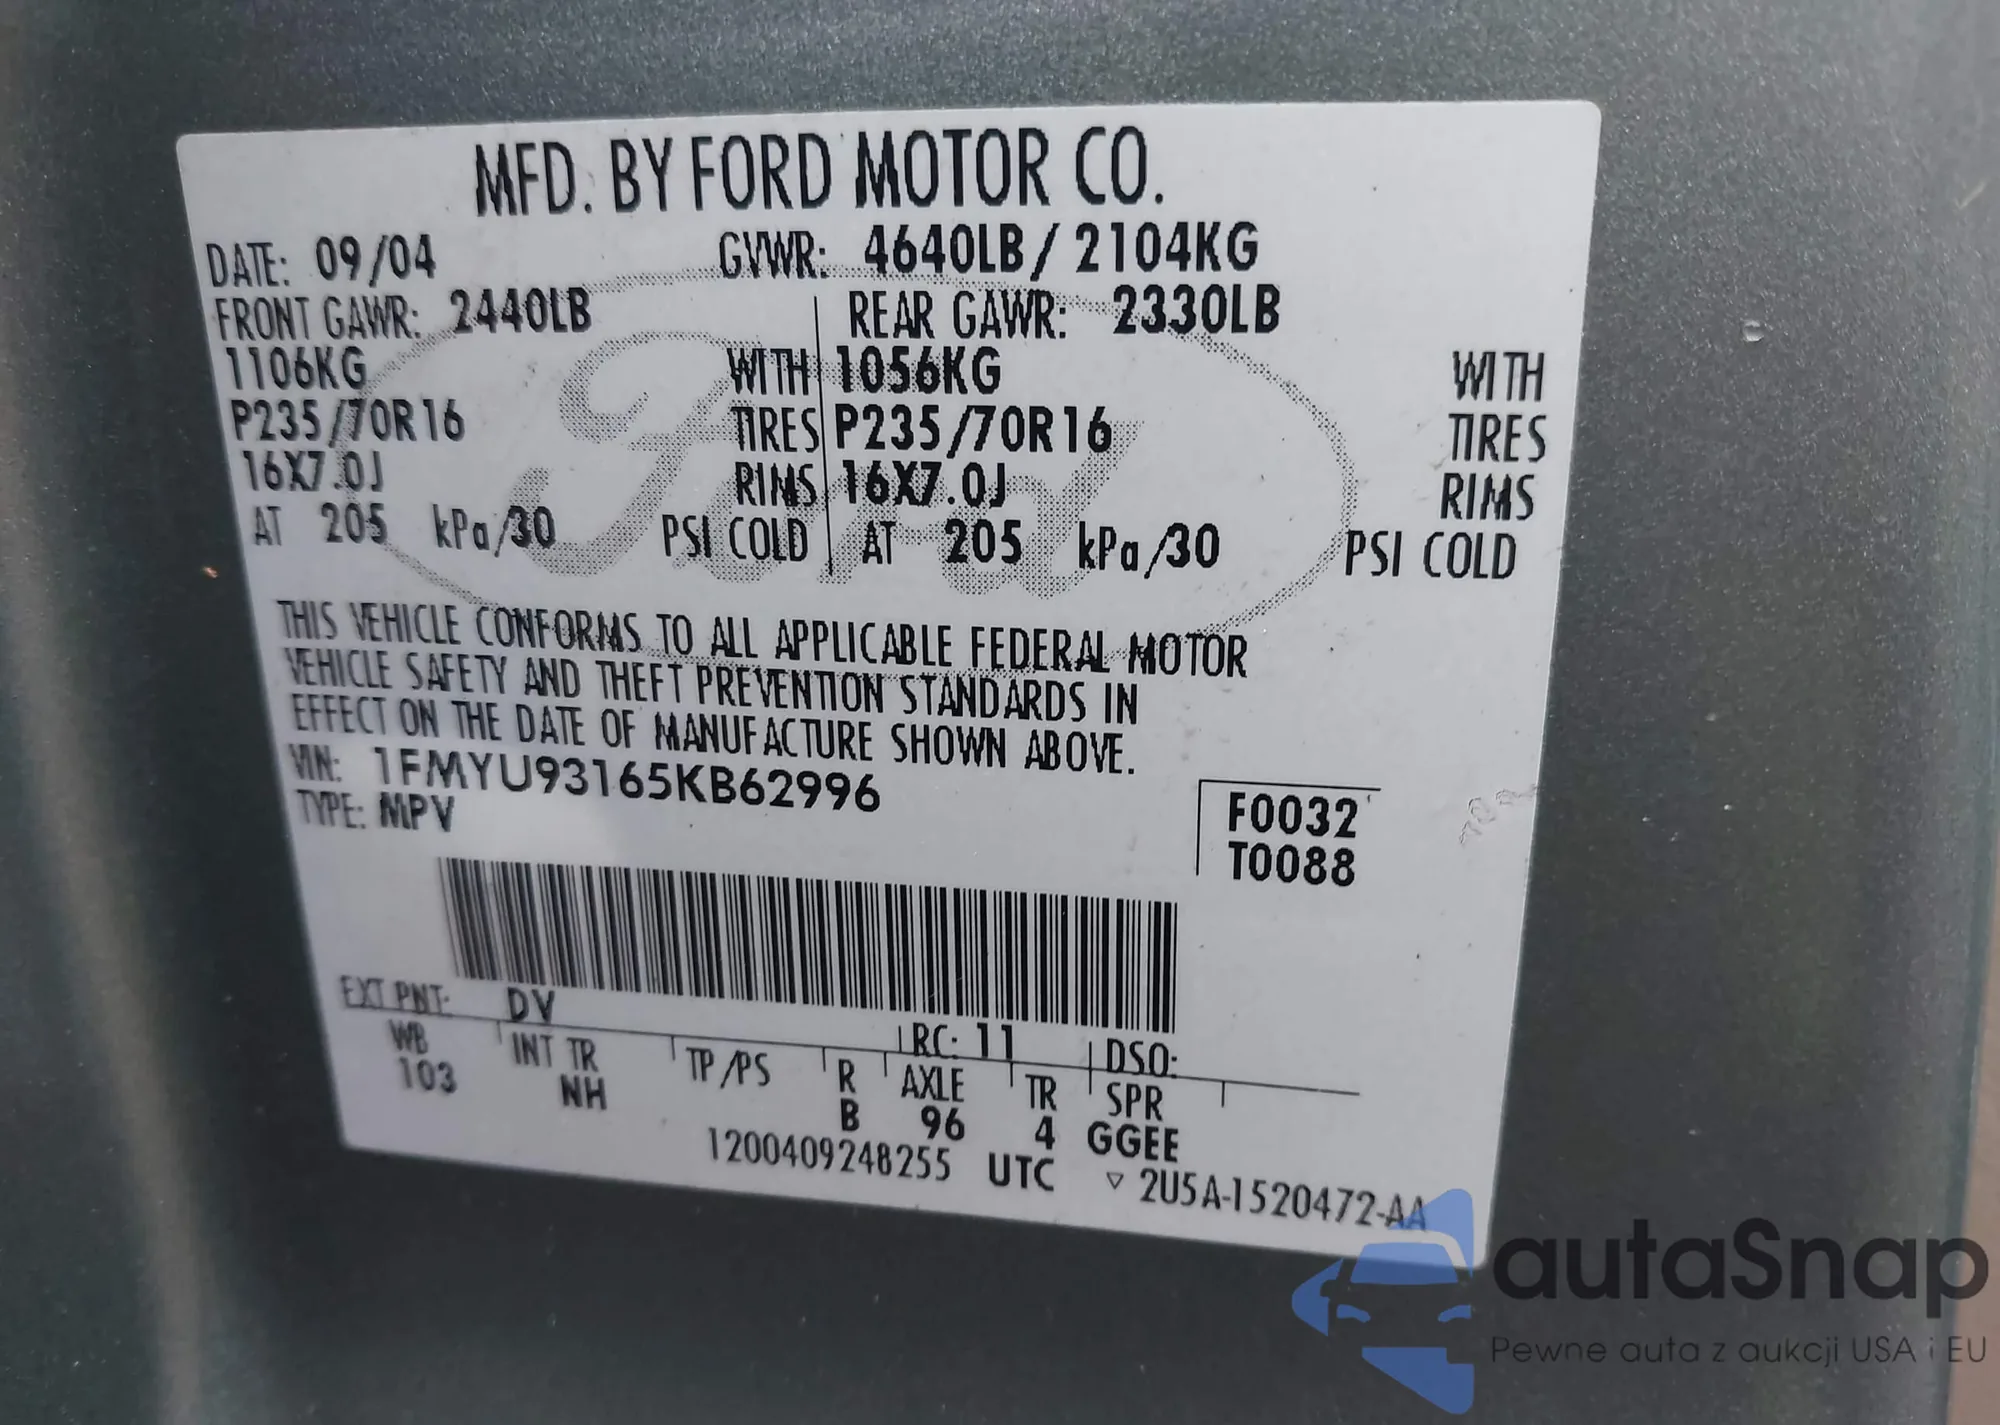 MFD. BY FORD MOTOR CO.
DATE: 09/04 GVWR: 4640LB/ 2104KG
FRONT GAWR: 2440LB REAR GAWR: 2330LB
1106KG WITH 1056KG WITH
P235/70R16 TIRES P235/70R16 TIRES
16X7.0J RIMS 16X7.0J RIMS
AT 205 kPa/30 PSI COLD AT 205 kPa/30 PSI COLD
Ford
THIS VEHICLE CONFORMS TO ALL APPLICABLE FEDERAL MOTOR
VEHICLE SAFETY AND THEFT PREVENTION STANDARDS IN
EFFECT ON THE DATE OF MANUFACTURE SHOWN ABOVE.
VIN: 1FMYU93165KB62996
TYPE: MPV
F0032
T0088
EXT PNT: DV RC: 11 DSO:
WB INT TR TP/PS R AXLE TR SPR
103 NH B 96 4 GGEE
1200409248255 UTC ▽ 2U5A-1520472-AA
autaSnap
Pewne auta z aukcji USA i EU